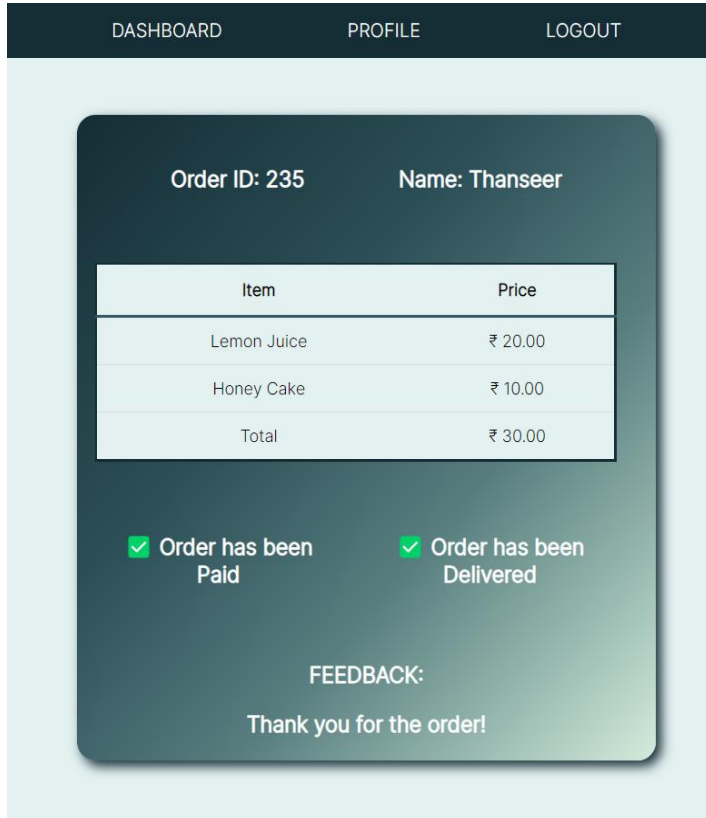 DASHBOARD PROFILE LOGOUT
Order ID: 235 Name: Thanseer
Item Price
Lemon Juice ₹ 20.00
Honey Cake ₹ 10.00
Total ₹ 30.00
✅ Order has been Paid
✅ Order has been Delivered
FEEDBACK:
Thank you for the order!